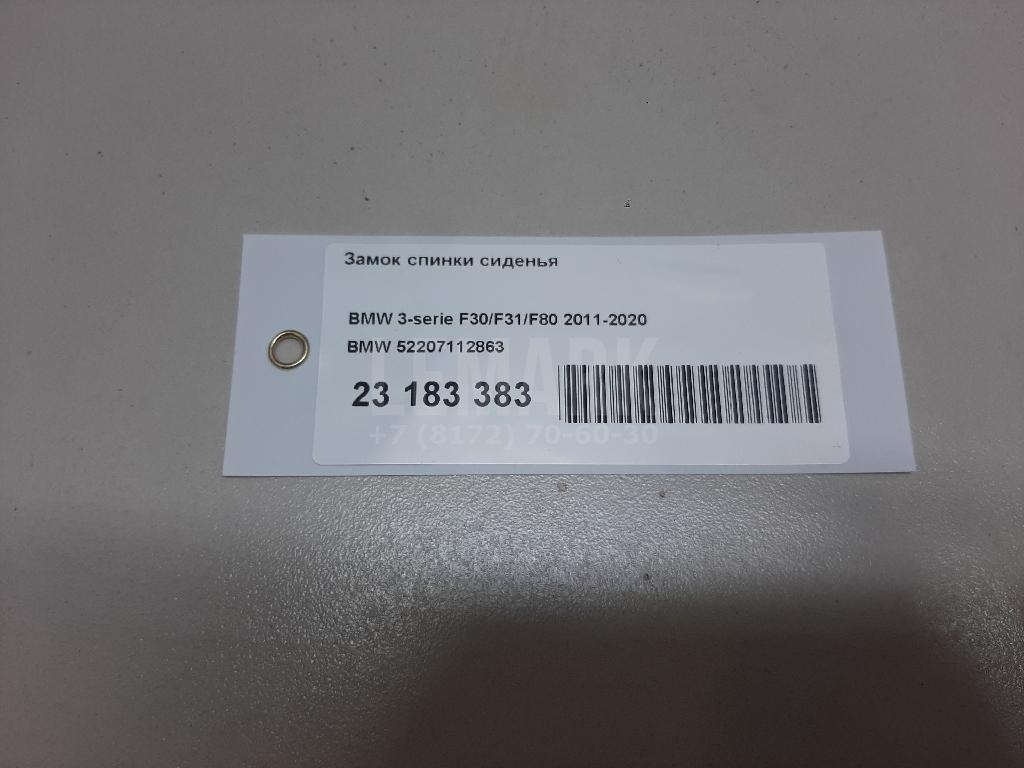 Замок спинки сиденья
BMW 3-serie F30/F31/F80 2011-2020
BMW 52207112863
23 183 383
LEMARK
+7 (8172) 70-60-30